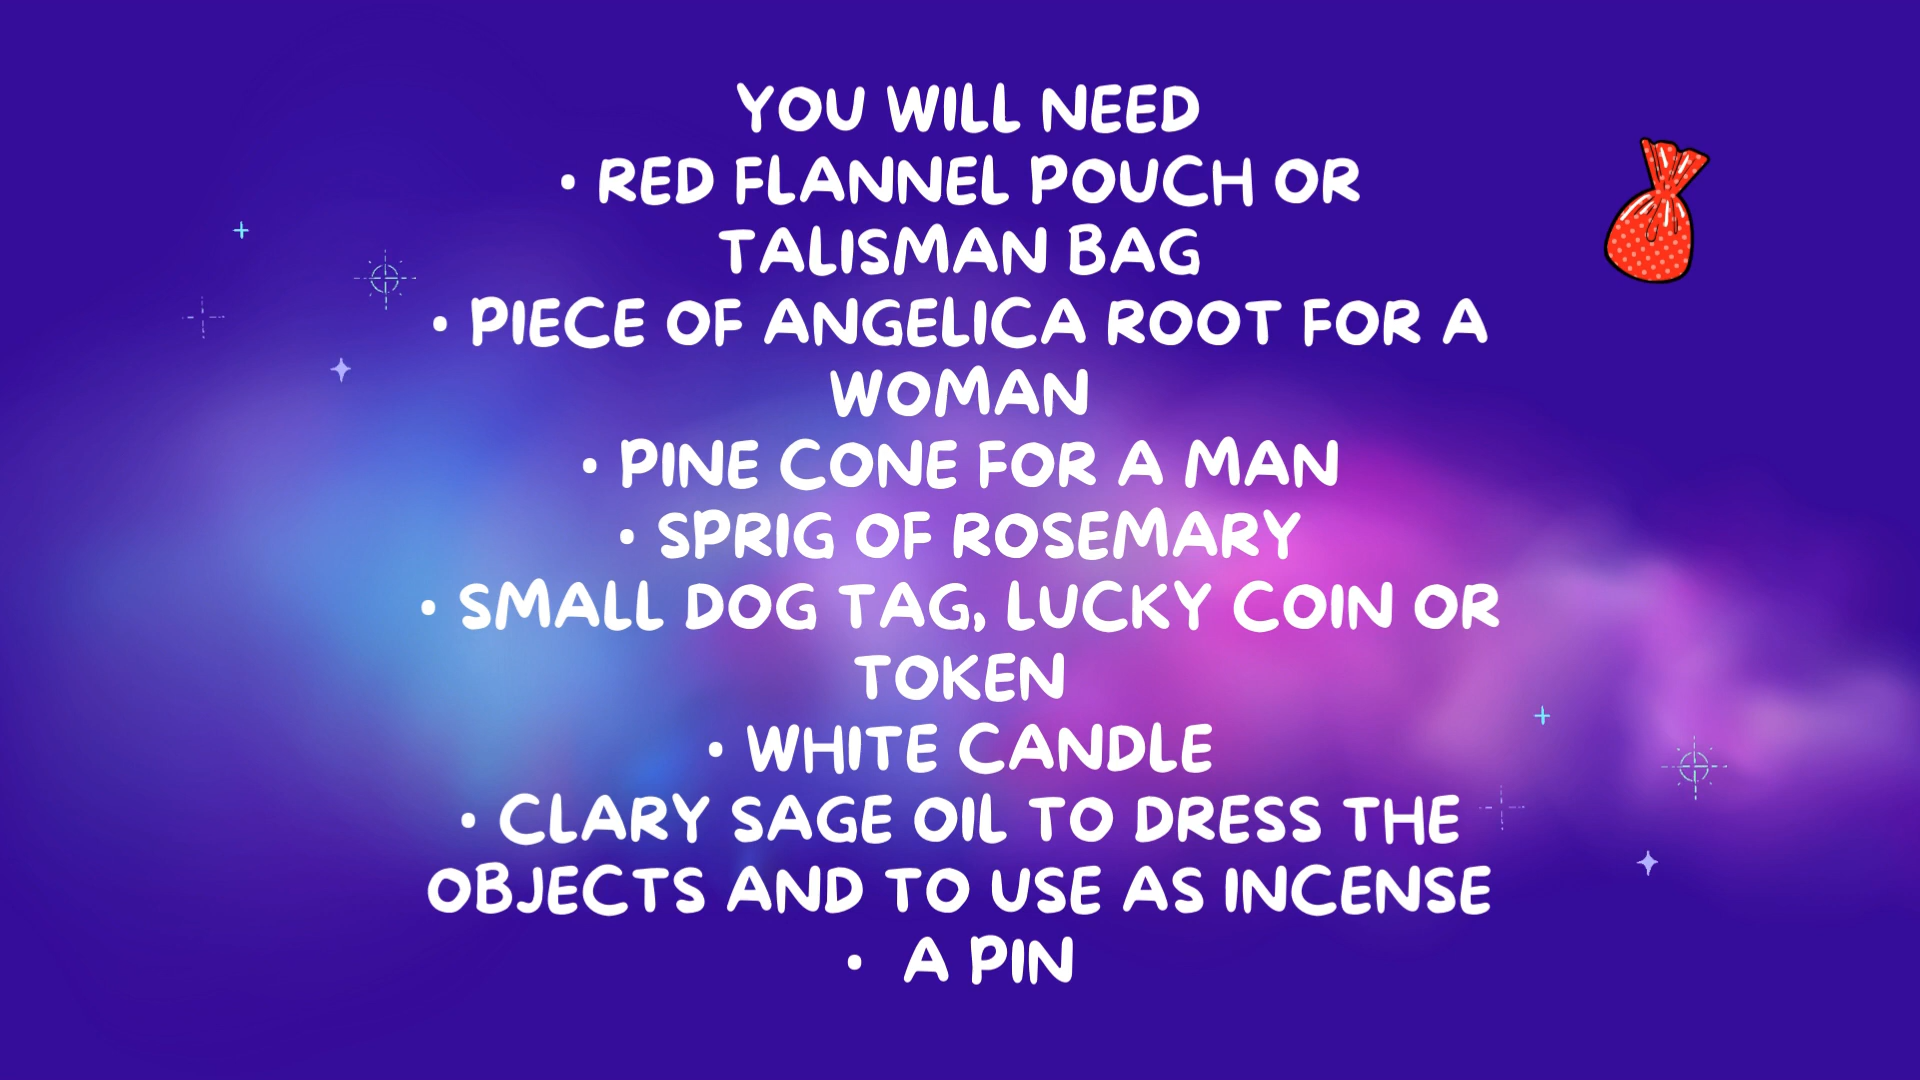 YOU WILL NEED
• RED FLANNEL POUCH OR
TALISMAN BAG
• PIECE OF ANGELICA ROOT FOR A
WOMAN
• PINE CONE FOR A MAN
• SPRIG OF ROSEMARY
• SMALL DOG TAG, LUCKY COIN OR
TOKEN
• WHITE CANDLE
• CLARY SAGE OIL TO DRESS THE
OBJECTS AND TO USE AS INCENSE
• A PIN